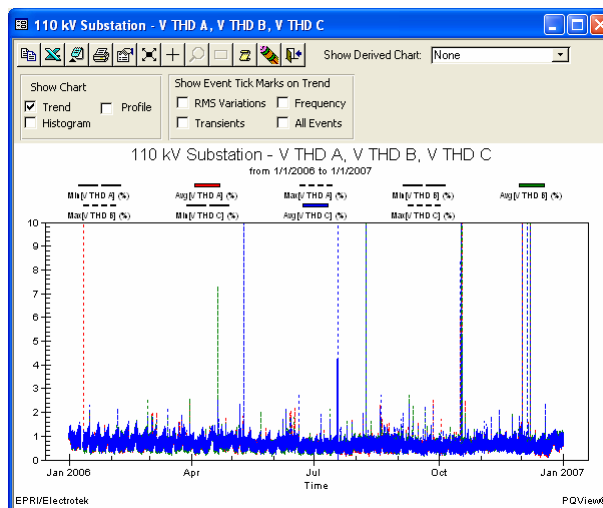 110 kV Substation - V THD A, V THD B, V THD C
Show Derived Chart: None
Show Chart
Trend Profile
Histogram
Show Event Tick Marks on Trend
RMS Variations Frequency
Transients All Events
110 kV Substation - V THD A, V THD B, V THD C
from 1/1/2006 to 1/1/2007
Min[V THD A] (%) Avg[V THD A] (%) Max[V THD A] (%) Min[V THD B] (%) Avg[V THD B] (%)
Max[V THD B] (%) Min[V THD C] (%) Avg[V THD C] (%) Max[V THD C] (%)
10
9
8
7
6
5
4
3
2
1
0
Jan 2006 Apr Jul Oct Jan 2007
Time
EPRI/Electrotek